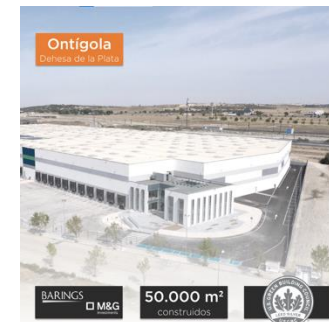 Ontígola
Dehesa de la Plata
BARINGS
M&G
50.000 m²
construidos